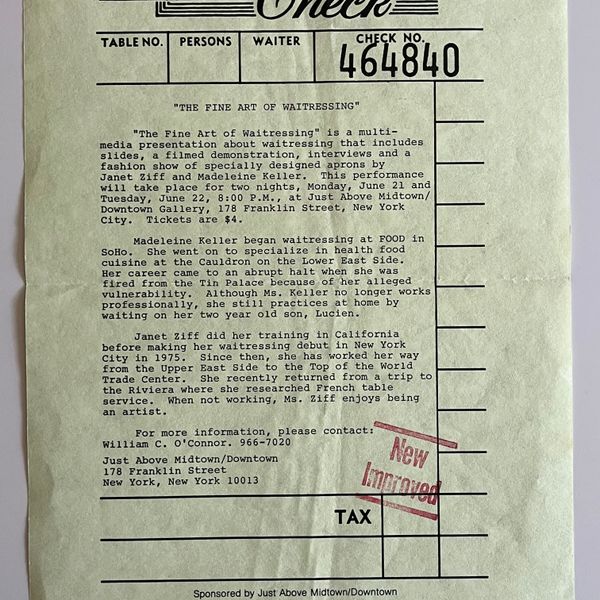 Check
TABLE NO. PERSONS WAITER CHECK NO.
464840
"THE FINE ART OF WAITRESSING"
"The Fine Art of Waitressing" is a multi-
media presentation about waitressing that includes
slides, a filmed demonstration, interviews and a
fashion show of specially designed aprons by
Janet Ziff and Madeleine Keller. This performance
will take place for two nights, Monday, June 21 and
Tuesday, June 22, 8:00 P.M., at Just Above Midtown/
Downtown Gallery, 178 Franklin Street, New York
City. Tickets are $4.
Madeleine Keller began waitressing at FOOD in
SoHo. She went on to specialize in health food
cuisine at the Cauldron on the Lower East Side.
Her career came to an abrupt halt when she was
fired from the Tin Palace because of her alleged
vulnerability. Although Ms. Keller no longer works
professionally, she still practices at home by
waiting on her two year old son, Lucien.
Janet Ziff did her training in California
before making her waitressing debut in New York
City in 1975. Since then, she has worked her way
from the Upper East Side to the Top of the World
Trade Center. She recently returned from a trip to
the Riviera where she researched French table
service. When not working, Ms. Ziff enjoys being
an artist.
For more information, please contact:
William C. O'Connor. 966-7020
Just Above Midtown/Downtown
178 Franklin Street
New York, New York 10013
New
Improved
TAX
Sponsored by Just Above Midtown/Downtown